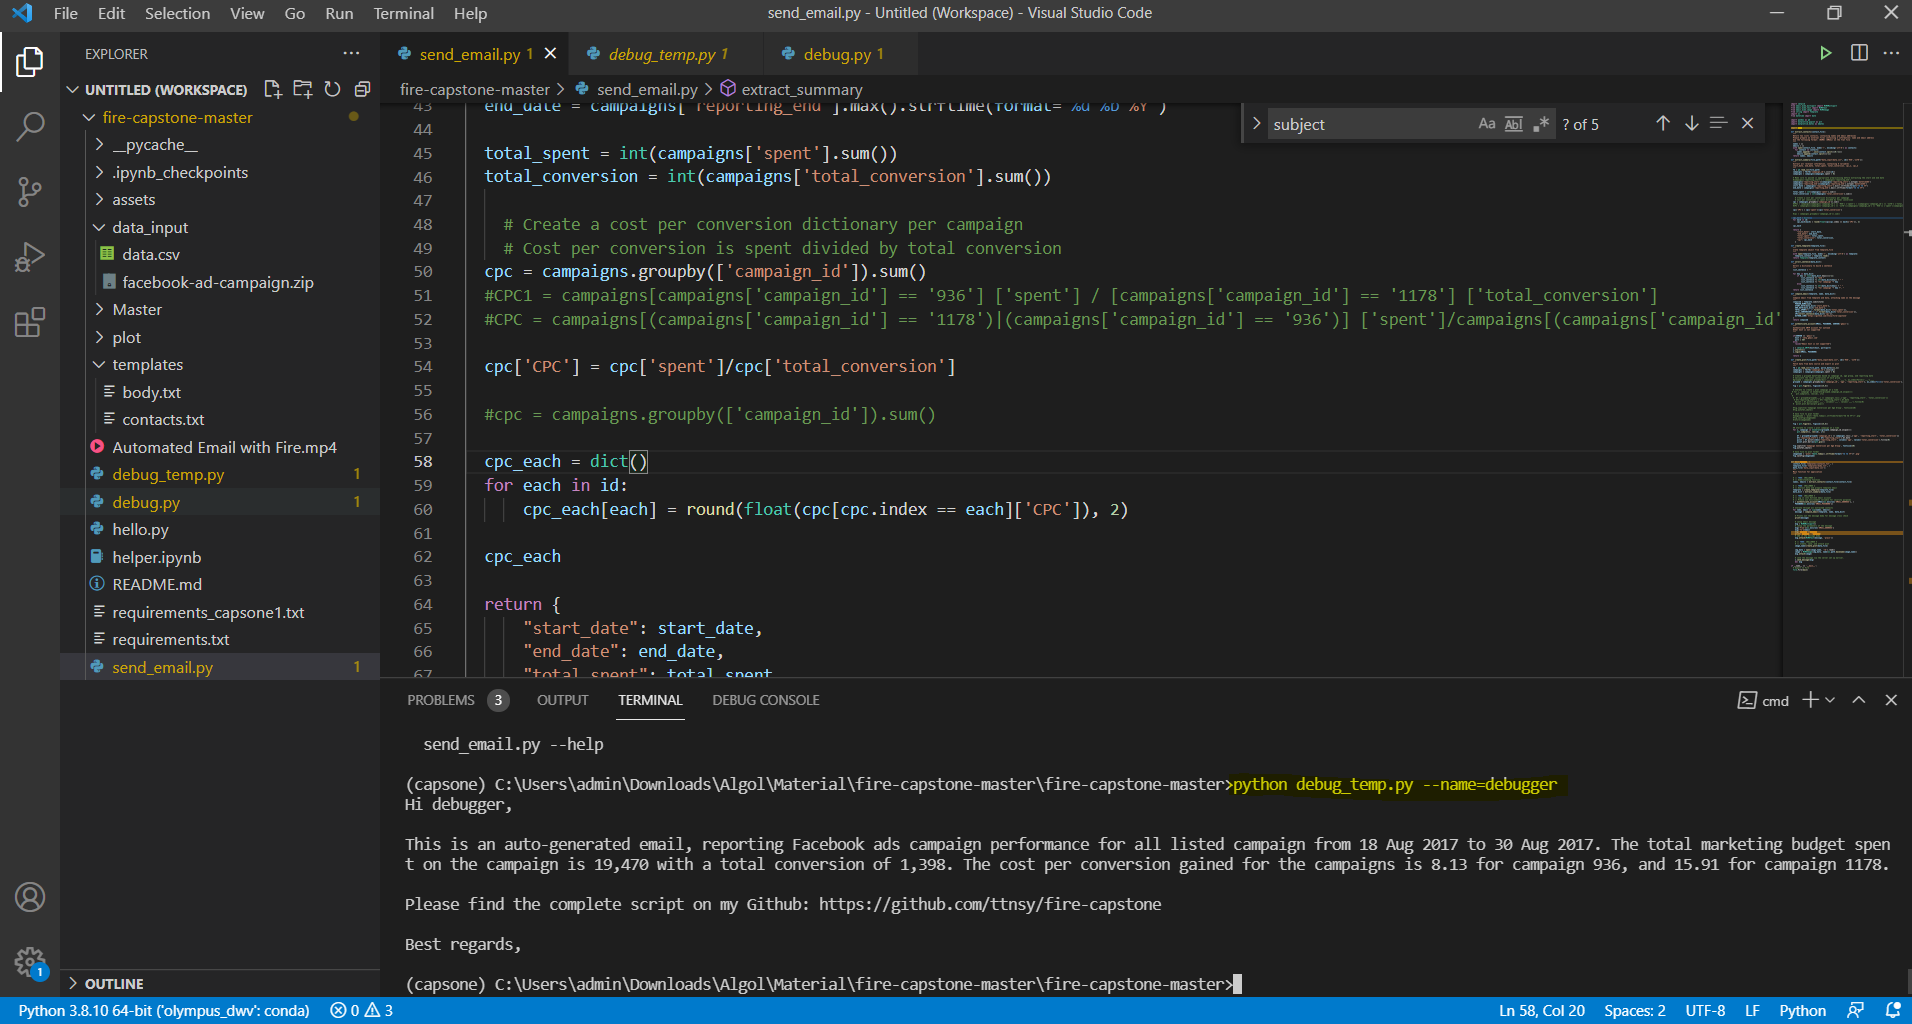 File Edit Selection View Go Run Terminal Help
send_email.py - Untitled (Workspace) - Visual Studio Code
EXPLORER
UNTITLED (WORKSPACE)
fire-capstone-master
__pycache__
.ipynb_checkpoints
assets
data_input
data.csv
facebook-ad-campaign.zip
Master
plot
templates
body.txt
contacts.txt
Automated Email with Fire.mp4
debug_temp.py 1
debug.py 1
hello.py
helper.ipynb
README.md
requirements_capsone1.txt
requirements.txt
send_email.py 1
OUTLINE
send_email.py 1
debug_temp.py 1
debug.py 1
fire-capstone-master > send_email.py > extract_summary
subject
Aa Abl .* ? of 5
43 end_date = campaigns['reporting_end'].max().strftime(format='%d %b %Y')
44
45 total_spent = int(campaigns['spent'].sum())
46 total_conversion = int(campaigns['total_conversion'].sum())
47
48 # Create a cost per conversion dictionary per campaign
49 # Cost per conversion is spent divided by total conversion
50 cpc = campaigns.groupby(['campaign_id']).sum()
51 #CPC1 = campaigns[campaigns['campaign_id'] == '936'] ['spent'] / [campaigns['campaign_id'] == '1178'] ['total_conversion']
52 #CPC = campaigns[(campaigns['campaign_id'] == '1178')|(campaigns['campaign_id'] == '936')] ['spent']/campaigns[(campaigns['campaign_id'
53
54 cpc['CPC'] = cpc['spent']/cpc['total_conversion']
55
56 #cpc = campaigns.groupby(['campaign_id']).sum()
57
58 cpc_each = dict()
59 for each in id:
60 cpc_each[each] = round(float(cpc[cpc.index == each]['CPC']), 2)
61
62 cpc_each
63
64 return {
65 "start_date": start_date,
66 "end_date": end_date,
67 "total_spent": total_spent
PROBLEMS 3 OUTPUT TERMINAL DEBUG CONSOLE
cmd
send_email.py --help
(capsone) C:\Users\admin\Downloads\Algol\Material\fire-capstone-master\fire-capstone-master>python debug_temp.py --name=debugger
Hi debugger,
This is an auto-generated email, reporting Facebook ads campaign performance for all listed campaign from 18 Aug 2017 to 30 Aug 2017. The total marketing budget spen
t on the campaign is 19,470 with a total conversion of 1,398. The cost per conversion gained for the campaigns is 8.13 for campaign 936, and 15.91 for campaign 1178.
Please find the complete script on my Github: https://github.com/ttnsy/fire-capstone
Best regards,
(capsone) C:\Users\admin\Downloads\Algol\Material\fire-capstone-master\fire-capstone-master>
1
Python 3.8.10 64-bit ('olympus_dwv': conda) 0 3
Ln 58, Col 20 Spaces: 2 UTF-8 LF Python